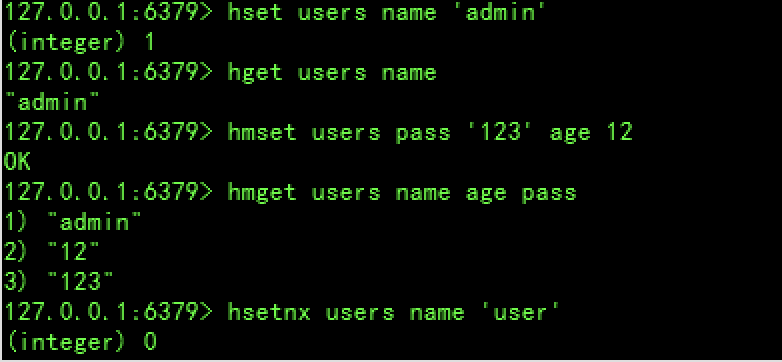 127.0.0.1:6379> hset users name 'admin'
(integer) 1
127.0.0.1:6379> hget users name
"admin"
127.0.0.1:6379> hmset users pass '123' age 12
OK
127.0.0.1:6379> hmget users name age pass
1) "admin"
2) "12"
3) "123"
127.0.0.1:6379> hsetnx users name 'user'
(integer) 0